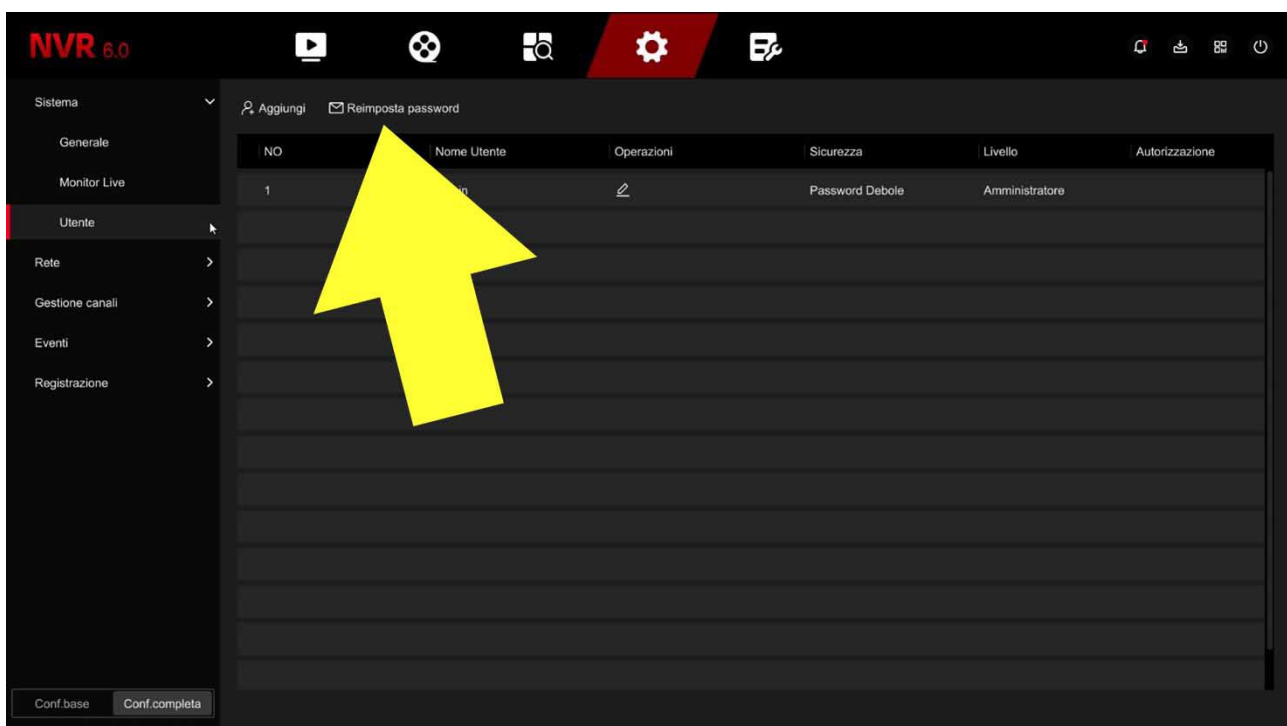 NVR 6.0
Sistema
Aggiungi
Reimposta password
Generale
NO
Nome Utente
Operazioni
Sicurezza
Livello
Autorizzazione
Monitor Live
1
Password Debole
Amministratore
Utente
Rete
Gestione canali
Eventi
Registrazione
Conf.base
Conf.completa